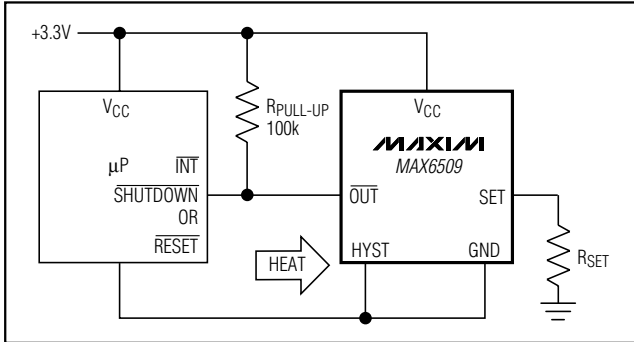 +3.3V
VCC
μP
INT
SHUTDOWN
OR
RESET
RPULL-UP
100k
HEAT
VCC
MAXIM
MAX6509
OUT
SET
HYST
GND
RSET